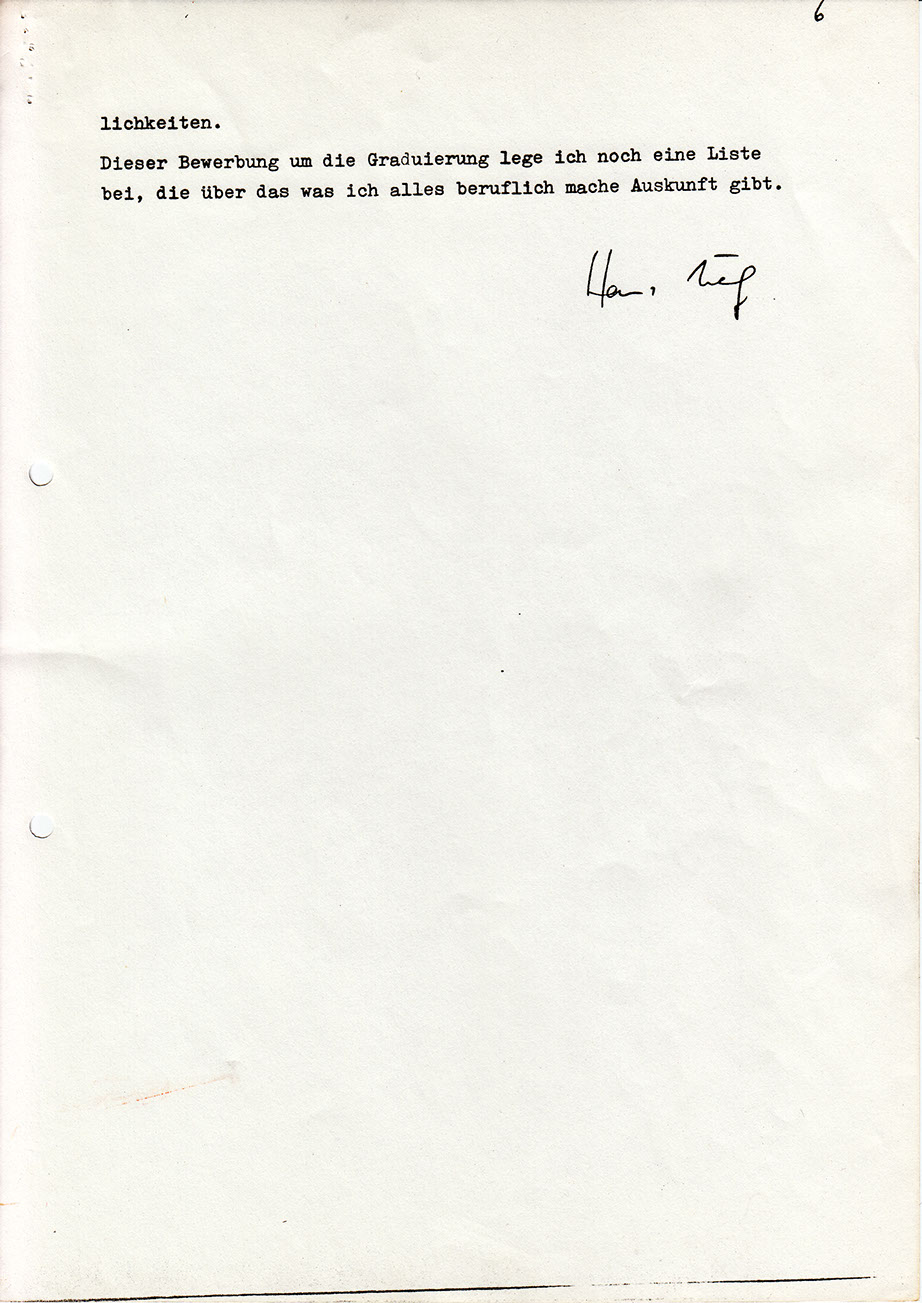 6
lichkeiten.
Dieser Bewerbung um die Graduierung lege ich noch eine Liste
bei, die über das was ich alles beruflich mache Auskunft gibt.